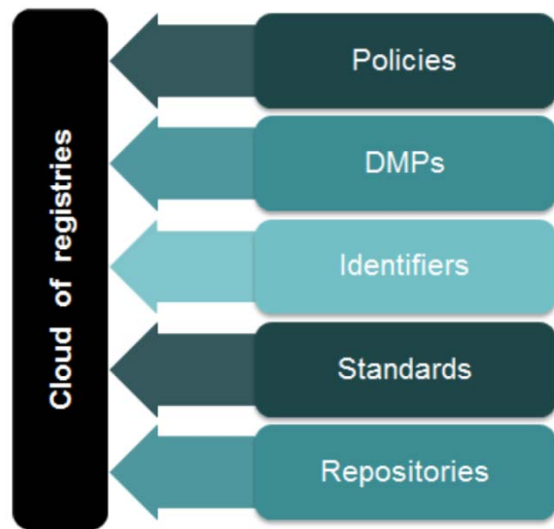 Cloud of registries
Policies
DMPs
Identifiers
Standards
Repositories